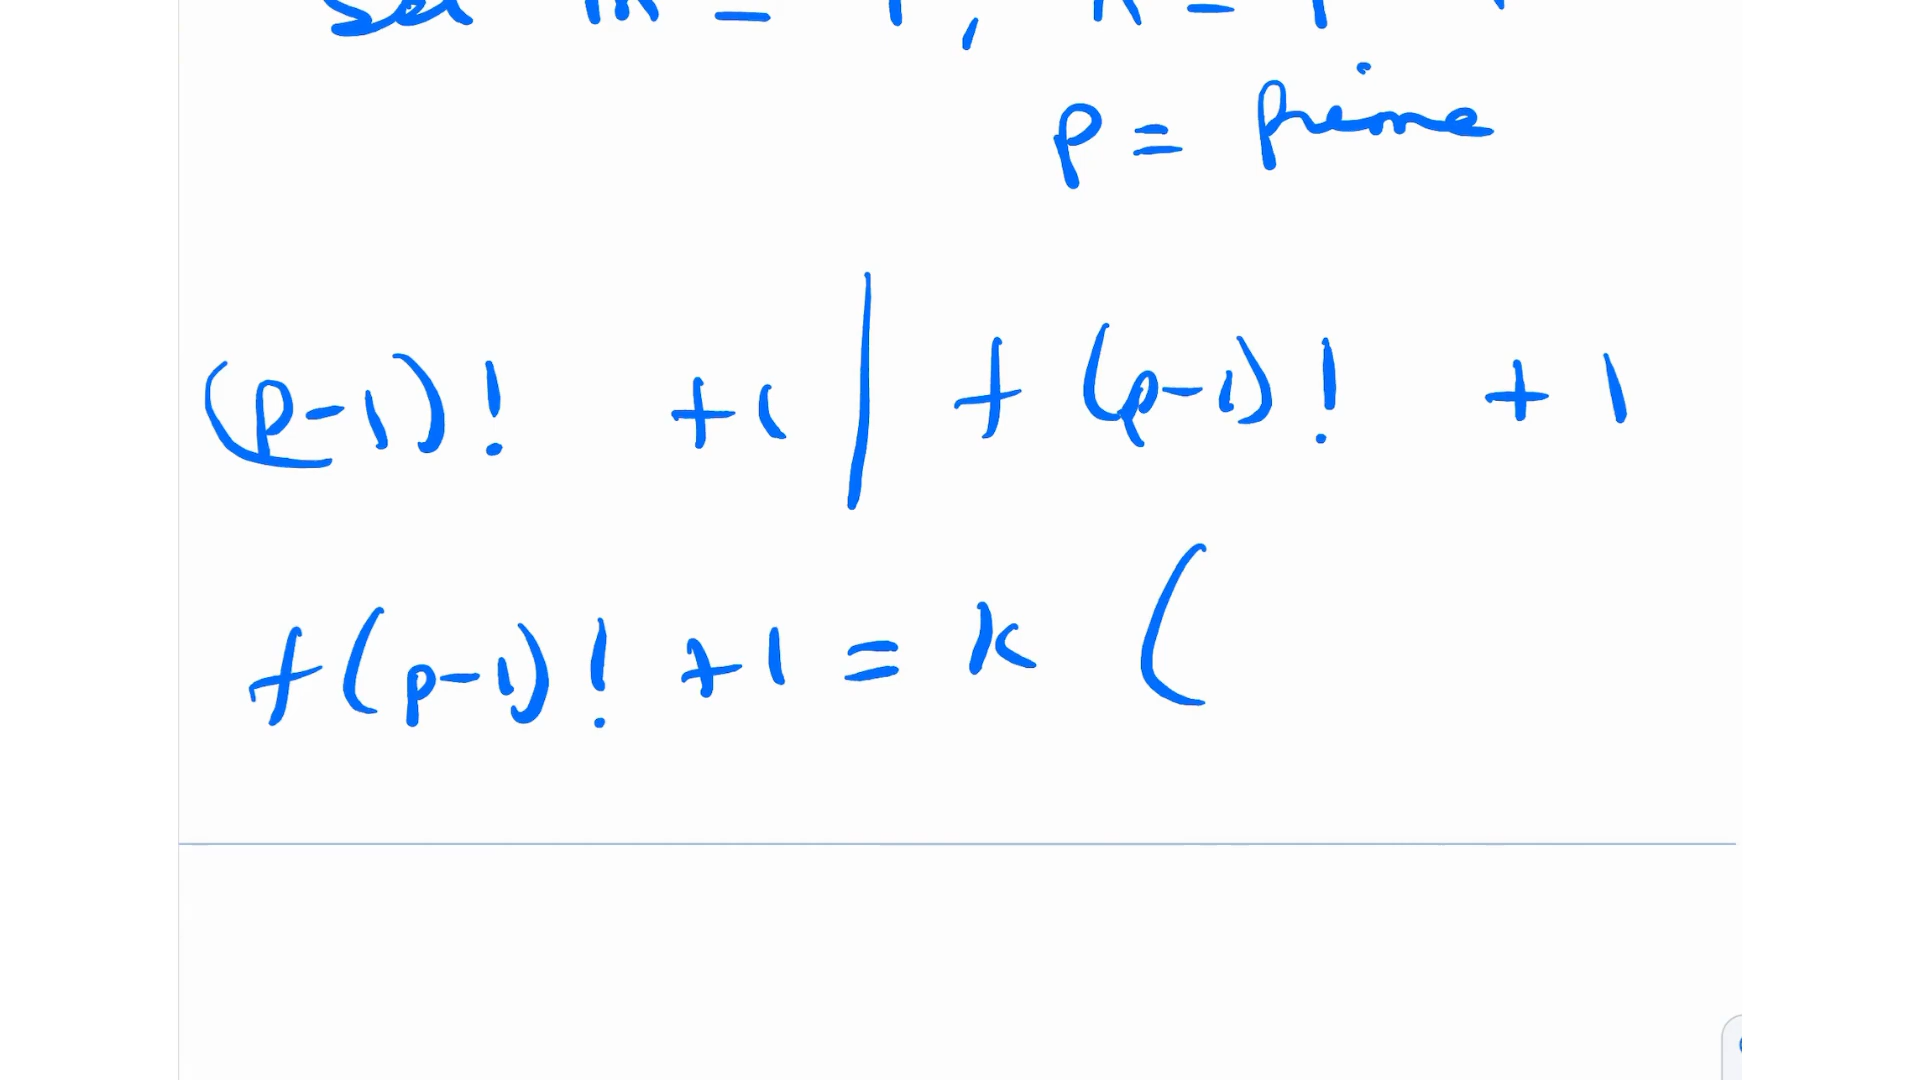 p = prime
(p-1)! +1 | f (p-1)! + 1
f(p-1)! +1 = k (